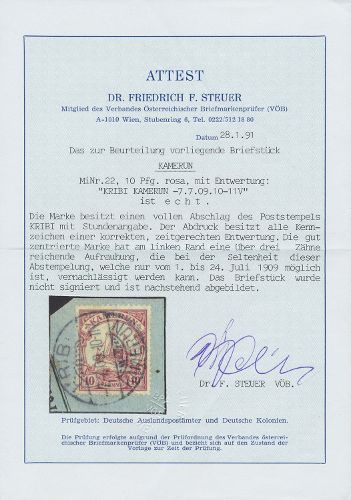 ATTEST
DR. FRIEDRICH F. STEUER
Mitglied des Verbandes Österreichischer Briefmarkenprüfer (VÖB)
A-1010 Wien, Stubenring 6, Tel. 0222/512 18 80
Datum 28.1.91
Das zur Beurteilung vorliegende Briefstück
KAMERUN
MiNr.22, 10 Pfg. rosa, mit Entwertung:
"KRIBI KAMERUN -7.7.09.10-11V"
ist echt.
Die Marke besitzt einen vollen Abschlag des Poststempels
KRIBI mit Stundenangabe. Der Abdruck besitzt alle Kenn-
zeichen einer korrekten, zeitgerechten Entwertung. Die gut
zentrierte Marke hat am linken Rand eine über drei Zähne
reichende Aufrauhung, die bei der Seltenheit dieser
Abstempelung, welche nur vom 1. bis 24. Juli 1909 möglich
ist, vernachlässigt werden kann. Das Briefstück wurde
nicht signiert und ist nachstehend abgebildet.
10
Dr. F. STEUER VÖB.
Prüfgebiet: Deutsche Auslandspostämter und Deutsche Kolonien.
Die Prüfung erfolgte aufgrund der Prüfordnung des Verbandes österrei-
chischer Briefmarkenprüfer (VÖB) und bezieht sich auf den Zustand der
Vorlage zur Zeit der Prüfung.